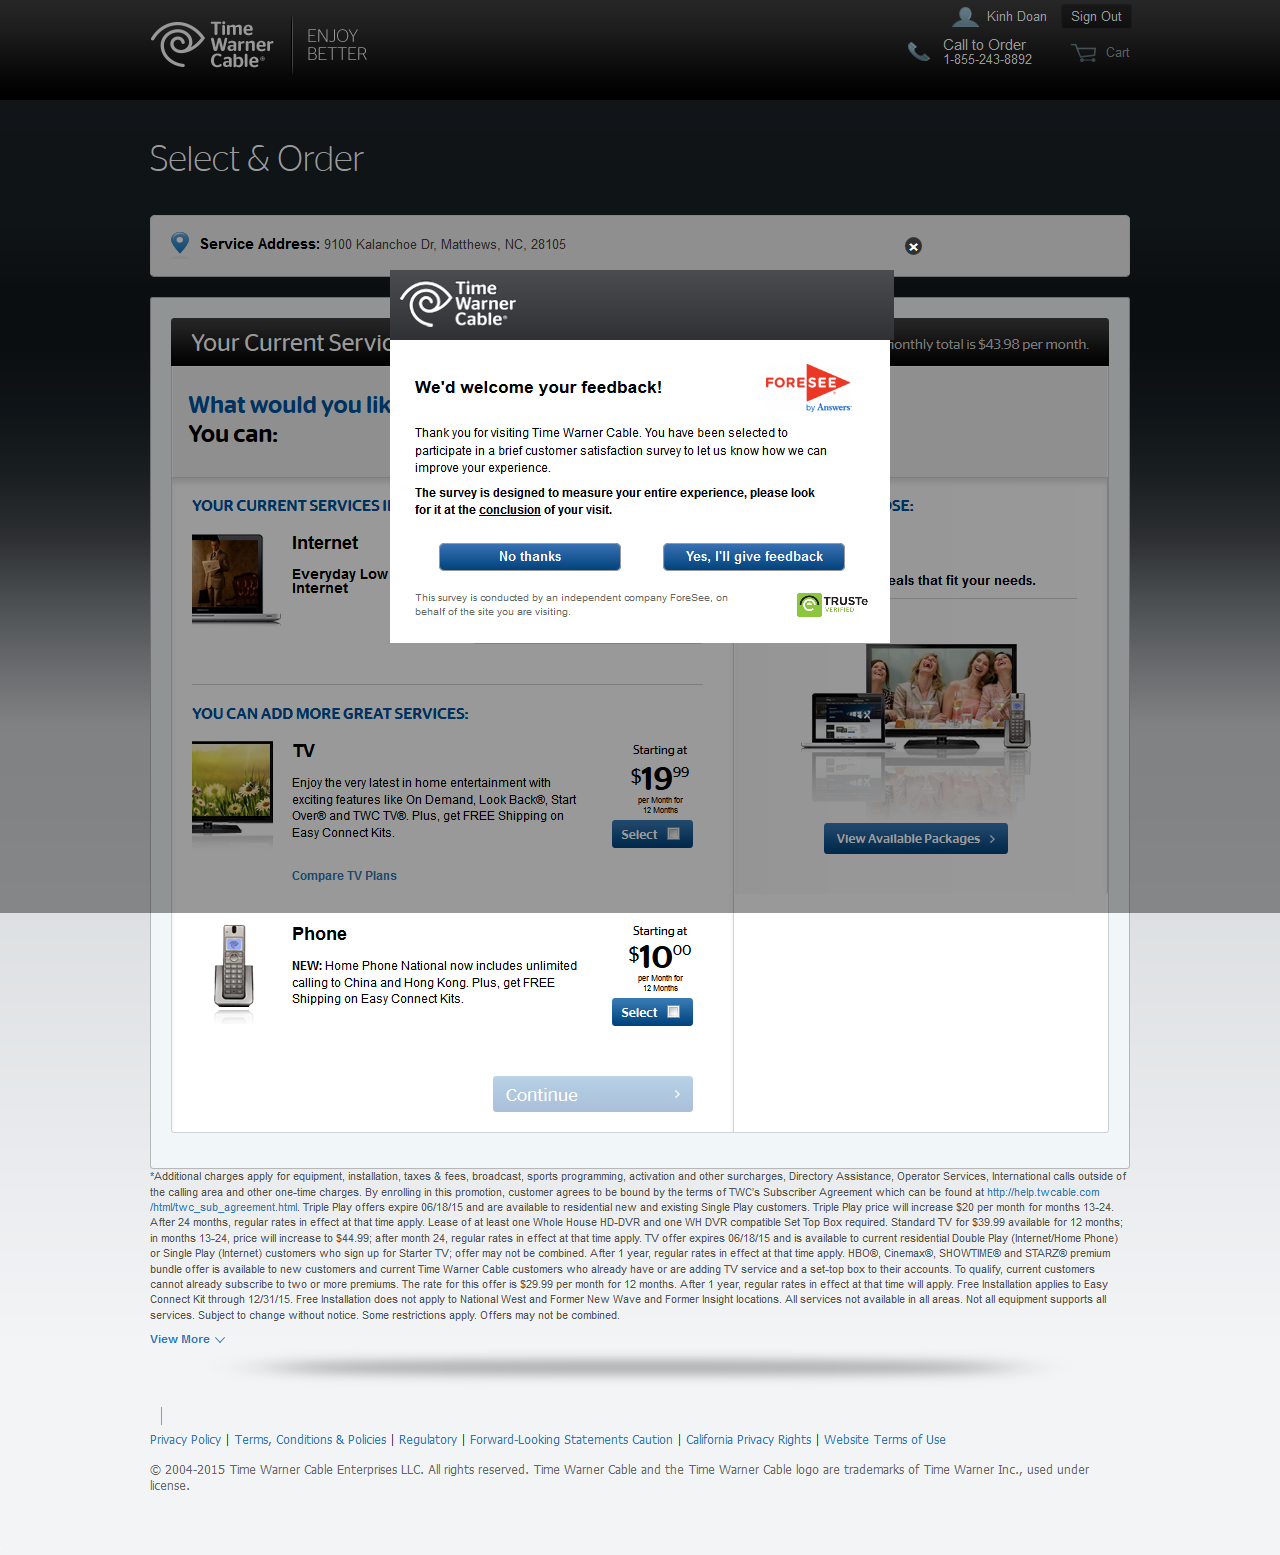 Time Warner Cable®
ENJOY BETTER
Kinh Doan
Sign Out
Call to Order
1-855-243-8892
Cart
Select & Order
Service Address: 9100 Kalanchoe Dr, Matthews, NC, 28105
Time Warner Cable®
Your Current Servic
onthly total is $43.98 per month.
What would you lik
You can:
We'd welcome your feedback!
FORESEE
by Answers
Thank you for visiting Time Warner Cable. You have been selected to
participate in a brief customer satisfaction survey to let us know how we can
improve your experience.
The survey is designed to measure your entire experience, please look
for it at the conclusion of your visit.
No thanks
Yes, I'll give feedback
This survey is conducted by an independent company ForeSee, on
behalf of the site you are visiting.
TRUSTe
VERIFIED
YOUR CURRENT SERVICES I
OSE:
Internet
Everyday Low
Internet
eals that fit your needs.
YOU CAN ADD MORE GREAT SERVICES:
TV
Enjoy the very latest in home entertainment with
exciting features like On Demand, Look Back®, Start
Over® and TWC TV®. Plus, get FREE Shipping on
Easy Connect Kits.
Compare TV Plans
Starting at
$19.99
per Month for
12 Months
Select
View Available Packages
Phone
NEW: Home Phone National now includes unlimited
calling to China and Hong Kong. Plus, get FREE
Shipping on Easy Connect Kits.
Starting at
$10.00
per Month for
12 Months
Select
Continue
*Additional charges apply for equipment, installation, taxes & fees, broadcast, sports programming, activation and other surcharges, Directory Assistance, Operator Services, International calls outside of
the calling area and other one-time charges. By enrolling in this promotion, customer agrees to be bound by the terms of TWC's Subscriber Agreement which can be found at http://help.twcable.com
/html/twc_sub_agreement.html. Triple Play offers expire 06/18/15 and are available to residential new and existing Single Play customers. Triple Play price will increase $20 per month for months 13-24.
After 24 months, regular rates in effect at that time apply. Lease of at least one Whole House HD-DVR and one WH DVR compatible Set Top Box required. Standard TV for $39.99 available for 12 months;
in months 13-24, price will increase to $44.99; after month 24, regular rates in effect at that time apply. TV offer expires 06/18/15 and is available to current residential Double Play (Internet/Home Phone)
or Single Play (Internet) customers who sign up for Starter TV; offer may not be combined. After 1 year, regular rates in effect at that time apply. HBO®, Cinemax®, SHOWTIME® and STARZ® premium
bundle offer is available to new customers and current Time Warner Cable customers who already have or are adding TV service and a set-top box to their accounts. To qualify, current customers
cannot already subscribe to two or more premiums. The rate for this offer is $29.99 per month for 12 months. After 1 year, regular rates in effect at that time will apply. Free Installation applies to Easy
Connect Kit through 12/31/15. Free Installation does not apply to National West and Former New Wave and Former Insight locations. All services not available in all areas. Not all equipment supports all
services. Subject to change without notice. Some restrictions apply. Offers may not be combined.
View More
Privacy Policy | Terms, Conditions & Policies | Regulatory | Forward-Looking Statements Caution | California Privacy Rights | Website Terms of Use
© 2004-2015 Time Warner Cable Enterprises LLC. All rights reserved. Time Warner Cable and the Time Warner Cable logo are trademarks of Time Warner Inc., used under
license.